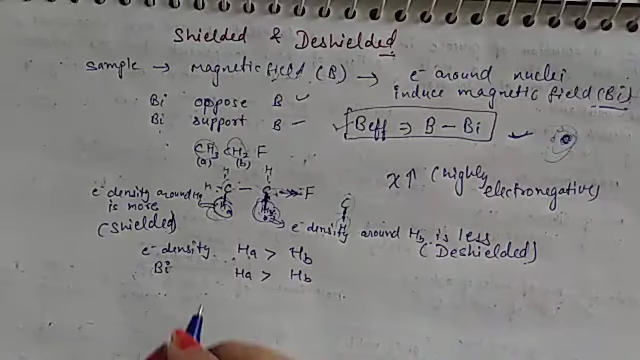 Shielded & Deshielded
Sample → magnetic field (B) → e⁻ around nuclei
induce magnetic field (Bi)
Bi oppose B ✓
Bi support B –
Beff ⇒ B – Bi
CH3 CH2 F
(a) (b)
x↑ (highly
electronegative)
H H
H – C – C →→ F
Ha Hb
C
H
e⁻ density around Ha
is more
(Shielded)
e⁻ density around Hb is less
(Deshielded)
e⁻ density Ha > Hb
Bi Ha > Hb